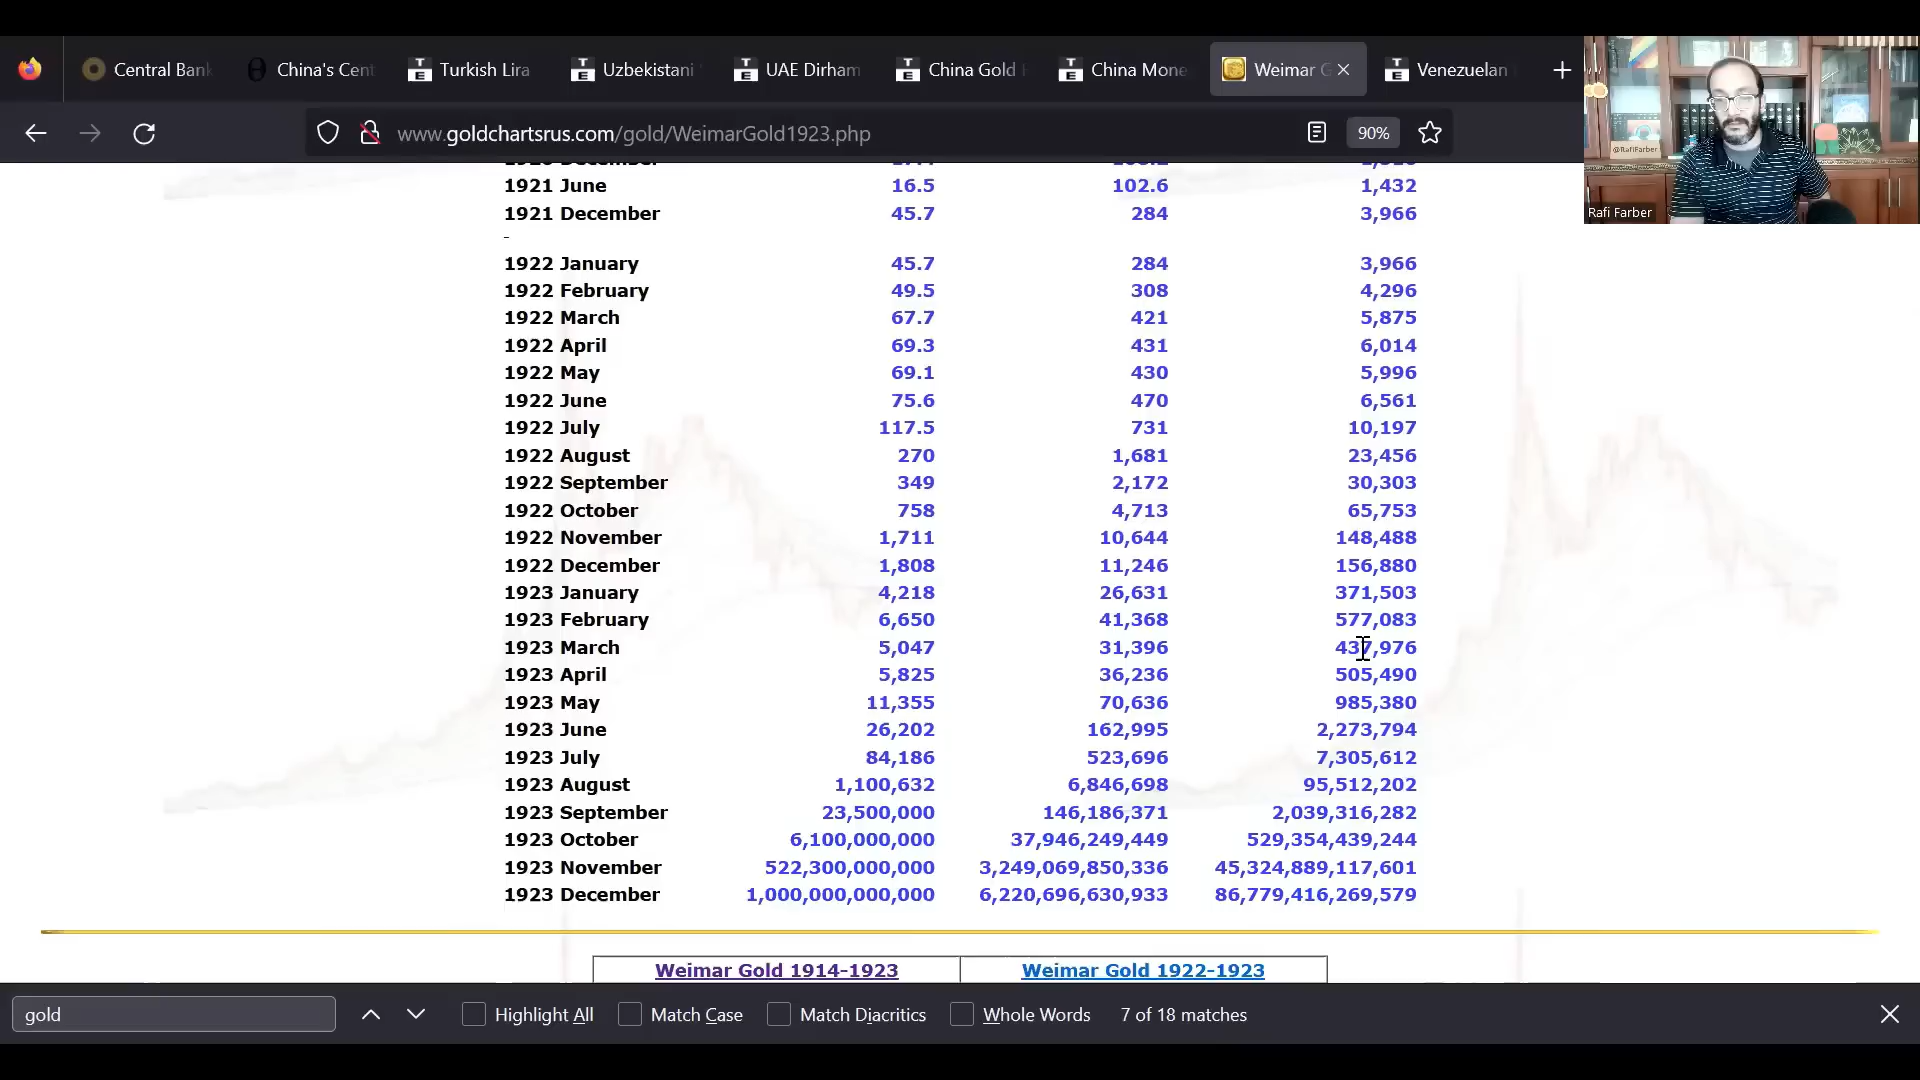 Central Bank
China's Cent
Turkish Lira
Uzbekistani
UAE Dirham
China Gold
China Mone
Weimar G
Venezuelan
www.goldchartsrus.com/gold/WeimarGold1923.php
90%
@RafiFarber
Rafi Farber
1921 June 16.5 102.6 1,432
1921 December 45.7 284 3,966
-
1922 January 45.7 284 3,966
1922 February 49.5 308 4,296
1922 March 67.7 421 5,875
1922 April 69.3 431 6,014
1922 May 69.1 430 5,996
1922 June 75.6 470 6,561
1922 July 117.5 731 10,197
1922 August 270 1,681 23,456
1922 September 349 2,172 30,303
1922 October 758 4,713 65,753
1922 November 1,711 10,644 148,488
1922 December 1,808 11,246 156,880
1923 January 4,218 26,631 371,503
1923 February 6,650 41,368 577,083
1923 March 5,047 31,396 437,976
1923 April 5,825 36,236 505,490
1923 May 11,355 70,636 985,380
1923 June 26,202 162,995 2,273,794
1923 July 84,186 523,696 7,305,612
1923 August 1,100,632 6,846,698 95,512,202
1923 September 23,500,000 146,186,371 2,039,316,282
1923 October 6,100,000,000 37,946,249,449 529,354,439,244
1923 November 522,300,000,000 3,249,069,850,336 45,324,889,117,601
1923 December 1,000,000,000,000 6,220,696,630,933 86,779,416,269,579
Weimar Gold 1914-1923 Weimar Gold 1922-1923
gold Highlight All Match Case Match Diacritics Whole Words 7 of 18 matches